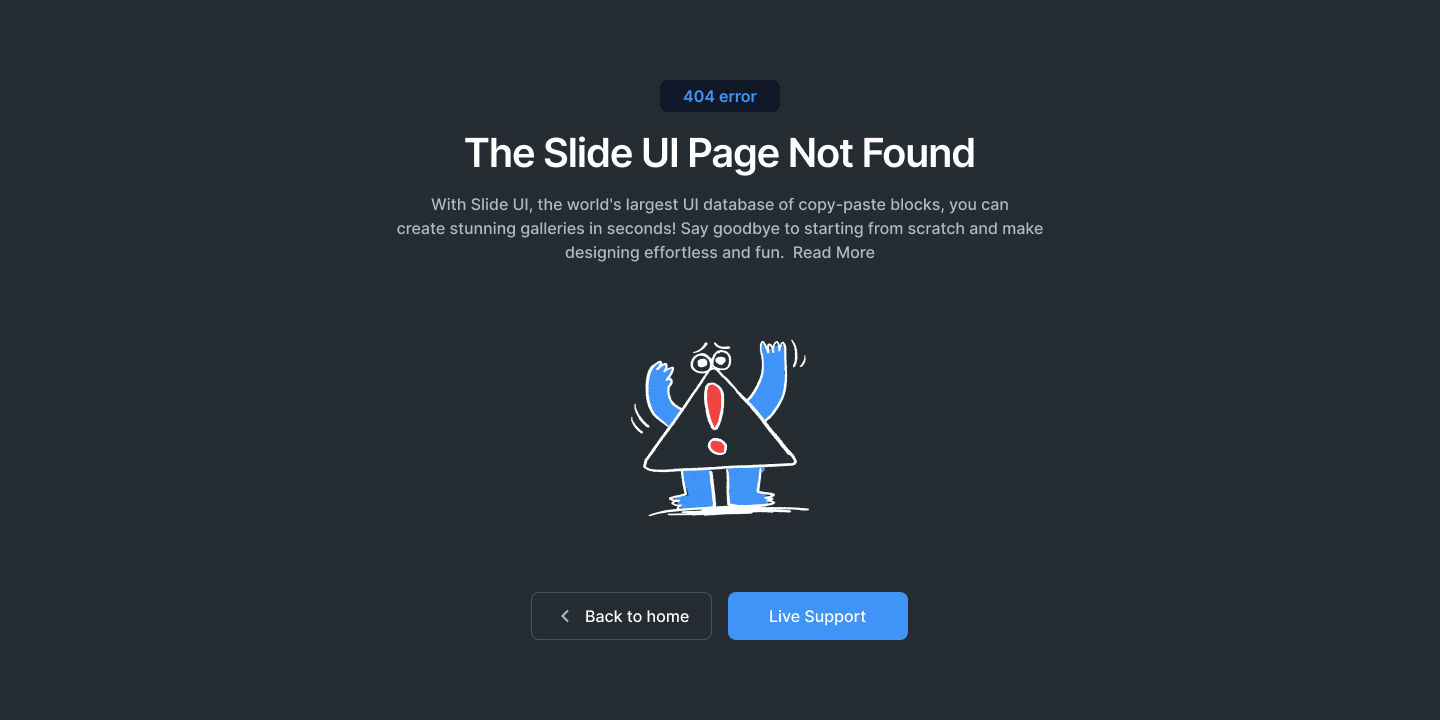 404 error
The Slide UI Page Not Found
With Slide UI, the world's largest UI database of copy-paste blocks, you can
create stunning galleries in seconds! Say goodbye to starting from scratch and make
designing effortless and fun.  Read More
Back to home
Live Support